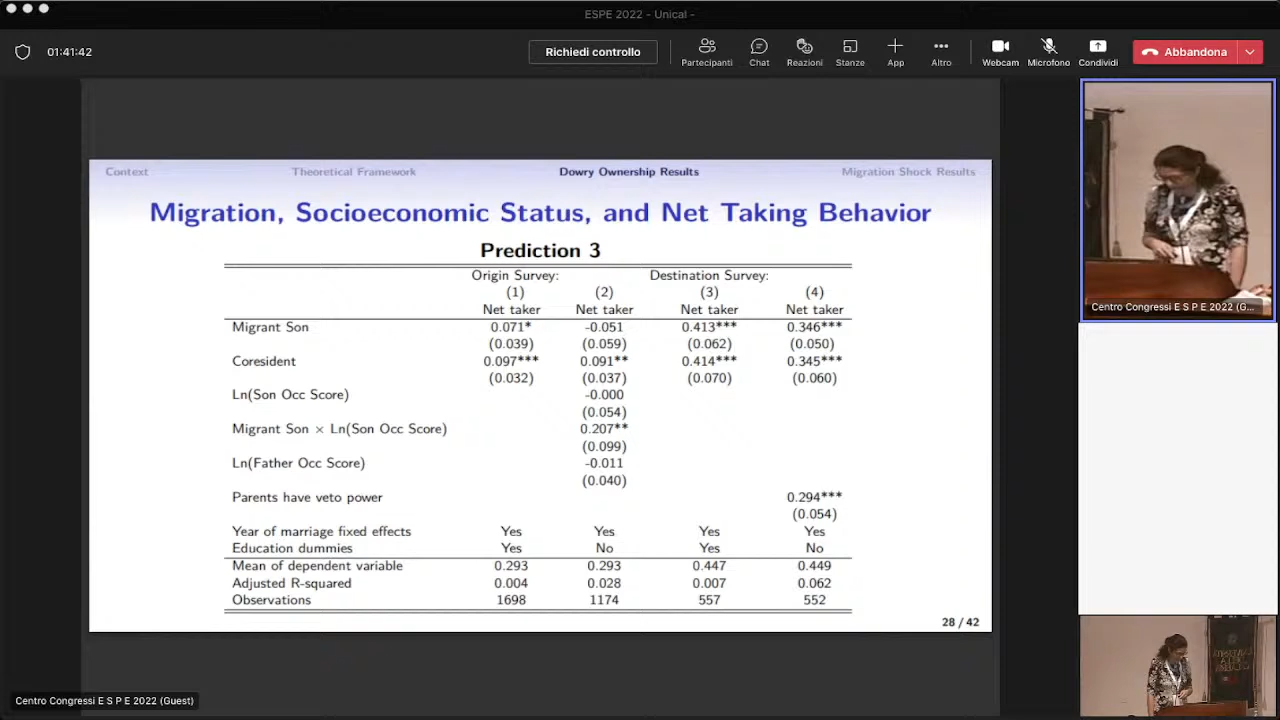 ESPE 2022 - Unical -
01:41:42
Richiedi controllo
Partecipanti
Chat
Reazioni
Stanze
App
Altro
Webcam
Microfono
Condividi
Abbandona
Context Theoretical Framework Dowry Ownership Results Migration Shock Results
Migration, Socioeconomic Status, and Net Taking Behavior
Prediction 3
Origin Survey: Destination Survey:
(1) (2) (3) (4)
Net taker Net taker Net taker Net taker
Migrant Son 0.071* -0.051 0.413*** 0.346***
(0.039) (0.059) (0.062) (0.050)
Coresident 0.097*** 0.091** 0.414*** 0.345***
(0.032) (0.037) (0.070) (0.060)
Ln(Son Occ Score) -0.000
(0.054)
Migrant Son × Ln(Son Occ Score) 0.207**
(0.099)
Ln(Father Occ Score) -0.011
(0.040)
Parents have veto power 0.294***
(0.054)
Year of marriage fixed effects Yes Yes Yes Yes
Education dummies Yes No Yes No
Mean of dependent variable 0.293 0.293 0.447 0.449
Adjusted R-squared 0.004 0.028 0.007 0.062
Observations 1698 1174 557 552
28 / 42
Centro Congressi E S P E 2022 (G...
Centro Congressi E S P E 2022 (Guest)